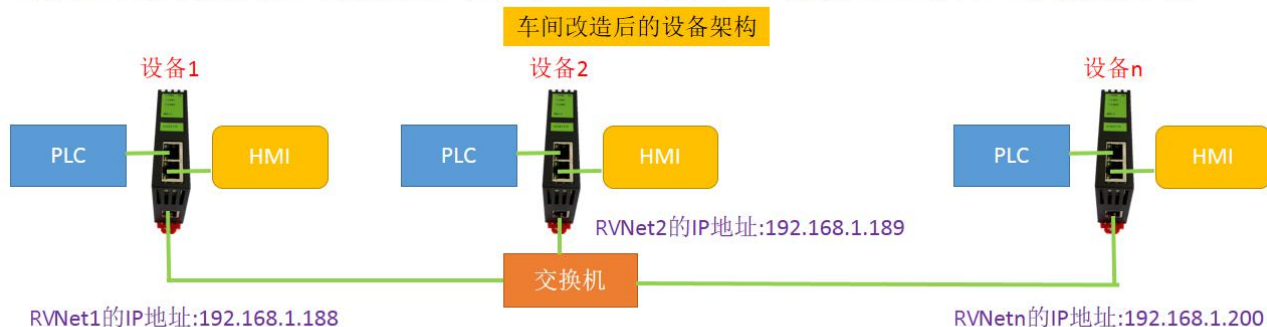 车间改造后的设备架构
设备1
设备2
设备n
PLC
HMI
PLC
HMI
PLC
HMI
RVNet2的IP地址:192.168.1.189
交换机
RVNet1的IP地址:192.168.1.188
RVNetn的IP地址:192.168.1.200